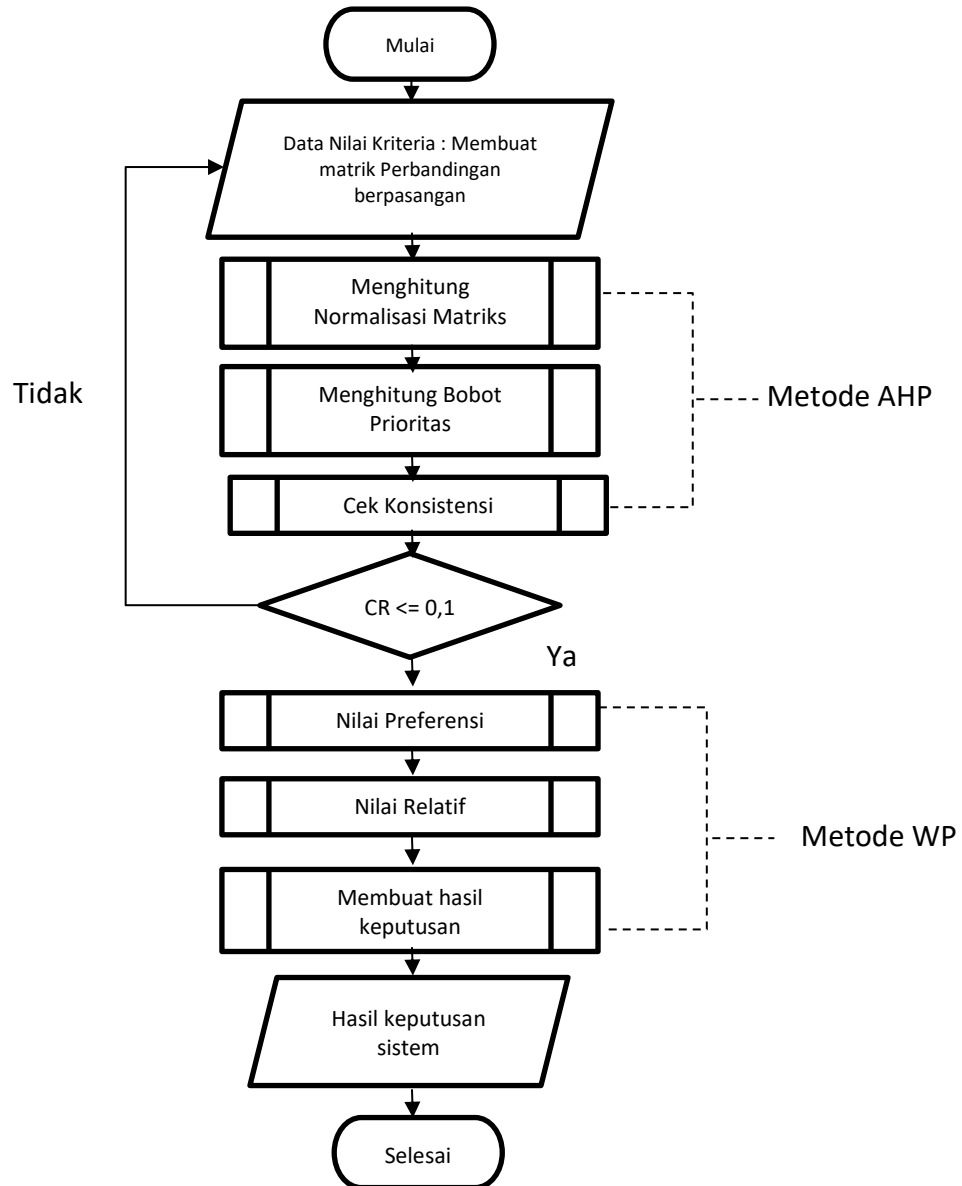 Mulai
Data Nilai Kriteria : Membuat
matrik Perbandingan
berpasangan
Menghitung
Normalisasi Matriks
Tidak
Menghitung Bobot
Prioritas
Metode AHP
Cek Konsistensi
CR <= 0,1
Ya
Nilai Preferensi
Nilai Relatif
Metode WP
Membuat hasil
keputusan
Hasil keputusan
sistem
Selesai